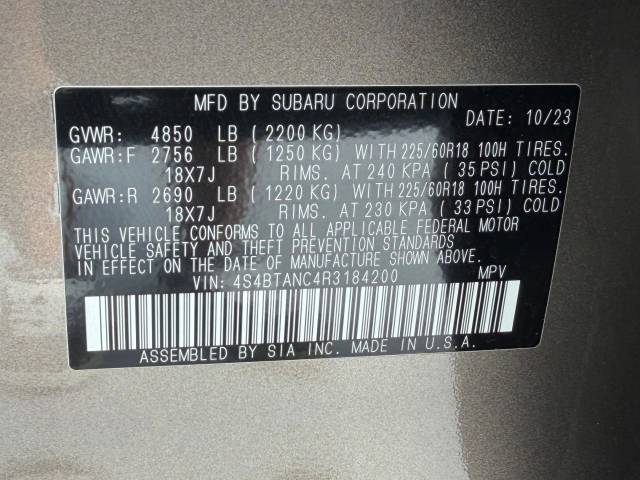 MFD BY SUBARU CORPORATION
DATE: 10/23
GVWR: 4850 LB (2200 KG)
GAWR:F 2756 LB (1250 KG) WITH 225/60R18 100H TIRES.
18X7J RIMS. AT 240 KPA (35 PSI) COLD
GAWR:R 2690 LB (1220 KG) WITH 225/60R18 100H TIRES.
18X7J RIMS. AT 230 KPA (33 PSI) COLD
THIS VEHICLE CONFORMS TO ALL APPLICABLE FEDERAL MOTOR
VEHICLE SAFETY AND THEFT PREVENTION STANDARDS
IN EFFECT ON THE DATE OF MANUFACTURE SHOWN ABOVE.
VIN: 4S4BTANC4R3184200 MPV
ASSEMBLED BY SIA INC. MADE IN U.S.A.